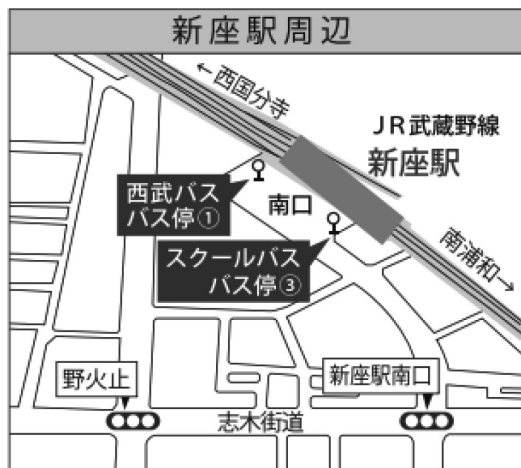 新座駅周辺
←西国分寺
JR武蔵野線
新座駅
西武バス
バス停①
南口
スクールバス
バス停③
南浦和→
野火止
新座駅南口
志木街道